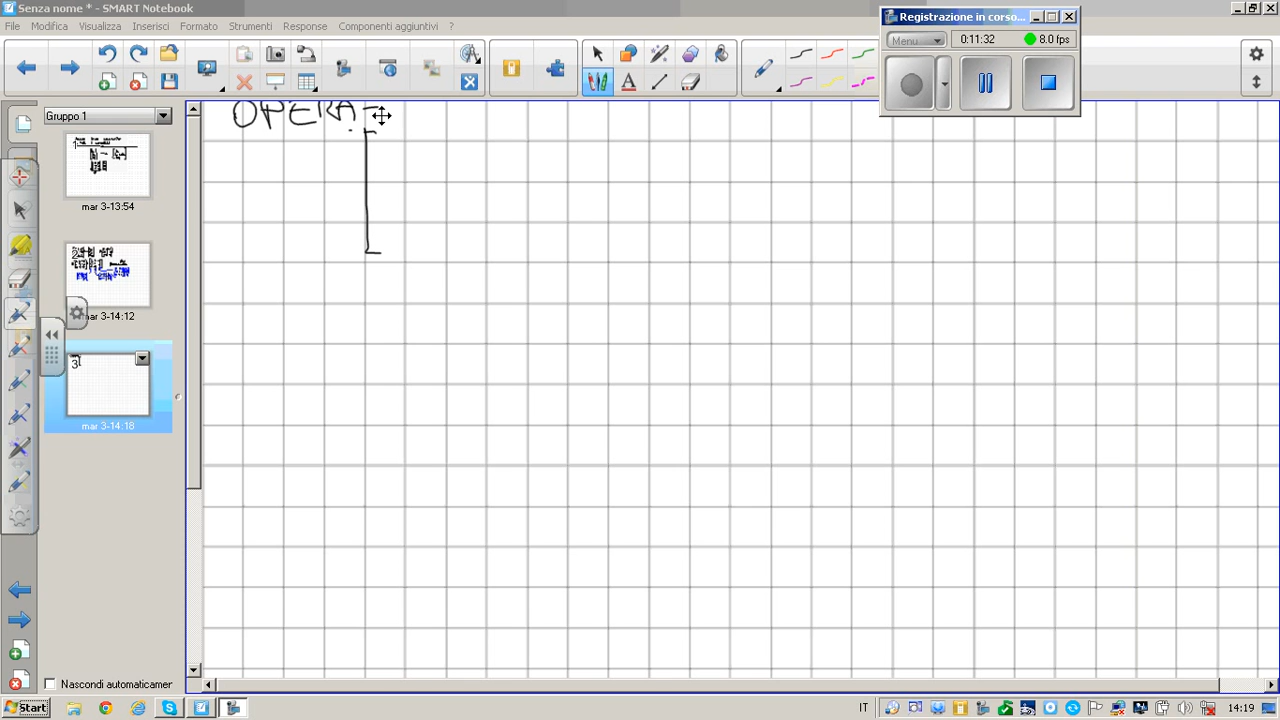 Senza nome * - SMART Notebook
Registrazione in corso...
File Modifica Visualizza Inserisci Formato Strumenti Risposta Componenti aggiuntivi ?
Menu 0:11:32 8.0 fps
Gruppo 1
OPERA
mar 3-13:54
mar 3-14:12
3
mar 3-14:18
Nascondi automaticamer
Start IT 14:19